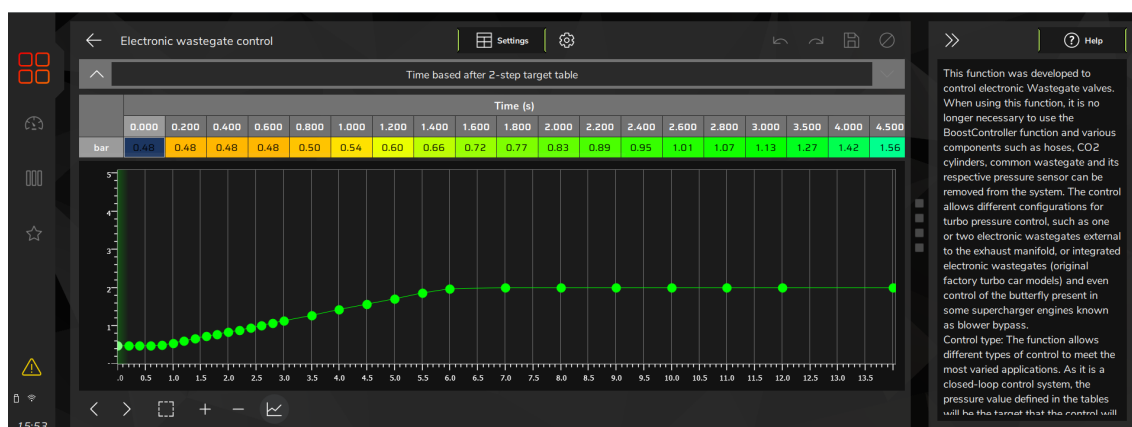 Electronic wastegate control
Settings
Help
Time based after 2-step target table
Time (s)
0.000 0.200 0.400 0.600 0.800 1.000 1.200 1.400 1.600 1.800 2.000 2.200 2.400 2.600 2.800 3.000 3.500 4.000 4.500
bar 0.48 0.48 0.48 0.48 0.50 0.54 0.60 0.66 0.72 0.77 0.83 0.89 0.95 1.01 1.07 1.13 1.27 1.42 1.56
5
4
3
2
1
.0 0.5 1.0 1.5 2.0 2.5 3.0 3.5 4.0 4.5 5.0 5.5 6.0 6.5 7.0 7.5 8.0 8.5 9.0 9.5 10.0 10.5 11.0 11.5 12.0 12.5 13.0 13.5
15:53
This function was developed to
control electronic Wastegate valves.
When using this function, it is no
longer necessary to use the
BoostController function and various
components such as hoses, CO2
cylinders, common wastegate and its
respective pressure sensor can be
removed from the system. The control
allows different configurations for
turbo pressure control, such as one
or two electronic wastegates external
to the exhaust manifold, or integrated
electronic wastegates (original
factory turbo car models) and even
control of the butterfly present in
some supercharger engines known
as blower bypass.
Control type: The function allows
different types of control to meet the
most varied applications. As it is a
closed-loop control system, the
pressure value defined in the tables
will be the target that the control will